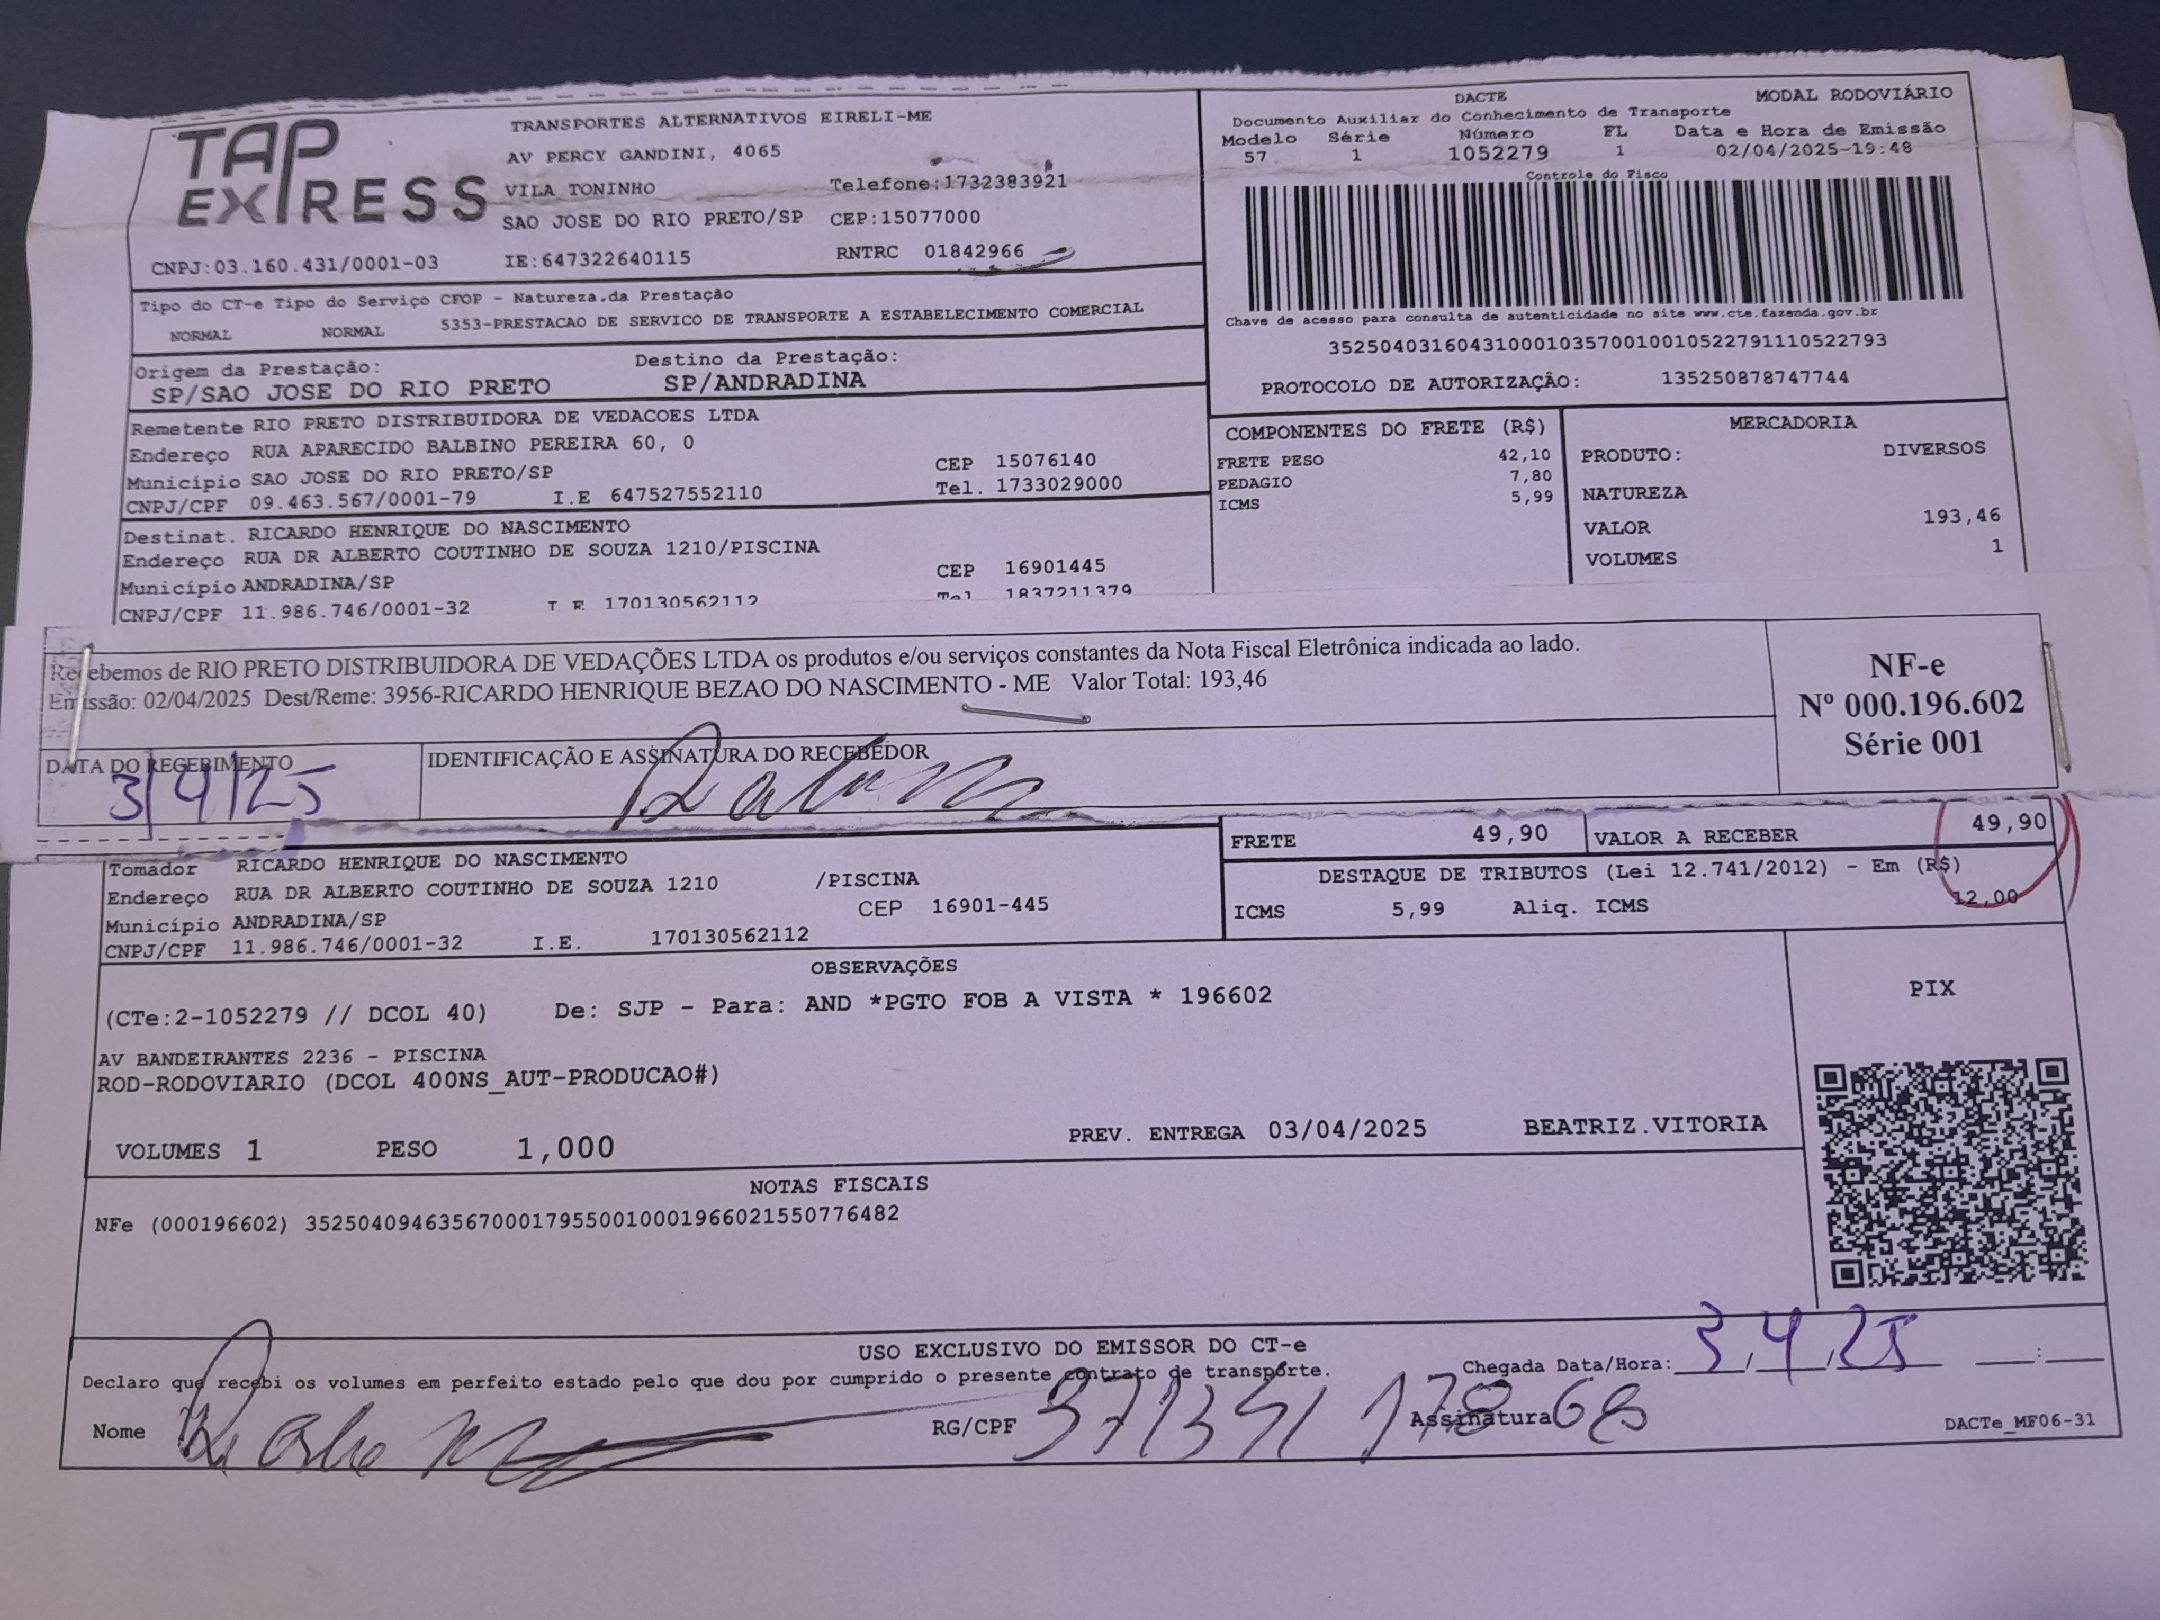 TAP EXPRESS
TRANSPORTES ALTERNATIVOS EIRELI-ME
AV PERCY GANDINI, 4065
VILA TONINHO Telefone:1732383921
SAO JOSE DO RIO PRETO/SP CEP:15077000
CNPJ:03.160.431/0001-03 IE:647322640115 RNTRC 01842966
DACTE MODAL RODOVIÁRIO
Documento Auxiliar do Conhecimento de Transporte
Modelo Série Número FL Data e Hora de Emissão
57 1 1052279 1 02/04/2025-19:48
Controle do Fisco
Chave de acesso para consulta de autenticidade no site www.cte.fazenda.gov.br
35250403160431000103570010010522791110522793
PROTOCOLO DE AUTORIZAÇÂO: 135250878747744
Tipo do CT-e Tipo do Serviço CFOP - Natureza.da Prestação
NORMAL NORMAL 5353-PRESTACAO DE SERVICO DE TRANSPORTE A ESTABELECIMENTO COMERCIAL
Origem da Prestação: Destino da Prestação:
SP/SAO JOSE DO RIO PRETO SP/ANDRADINA
Remetente RIO PRETO DISTRIBUIDORA DE VEDACOES LTDA
Endereço RUA APARECIDO BALBINO PEREIRA 60, 0
Município SAO JOSE DO RIO PRETO/SP CEP 15076140
CNPJ/CPF 09.463.567/0001-79 I.E 647527552110 Tel. 1733029000
Destinat. RICARDO HENRIQUE DO NASCIMENTO
Endereço RUA DR ALBERTO COUTINHO DE SOUZA 1210/PISCINA
Município ANDRADINA/SP CEP 16901445
CNPJ/CPF 11.986.746/0001-32 I.E 170130562112 Tel 1837211379
COMPONENTES DO FRETE (R$)
FRETE PESO 42,10
PEDAGIO 7,80
ICMS 5,99
MERCADORIA
PRODUTO: DIVERSOS
NATUREZA
VALOR 193,46
VOLUMES 1
Recebemos de RIO PRETO DISTRIBUIDORA DE VEDAÇÕES LTDA os produtos e/ou serviços constantes da Nota Fiscal Eletrônica indicada ao lado.
Emissão: 02/04/2025 Dest/Reme: 3956-RICARDO HENRIQUE BEZAO DO NASCIMENTO - ME Valor Total: 193,46
DATA DO RECEBIMENTO IDENTIFICAÇÃO E ASSINATURA DO RECEBEDOR
3/4/25
NF-e
Nº 000.196.602
Série 001
FRETE 49,90 VALOR A RECEBER 49,90
DESTAQUE DE TRIBUTOS (Lei 12.741/2012) - Em (R$)
ICMS 5,99 Aliq. ICMS 12,00
Tomador RICARDO HENRIQUE DO NASCIMENTO
Endereço RUA DR ALBERTO COUTINHO DE SOUZA 1210 /PISCINA
Município ANDRADINA/SP CEP 16901-445
CNPJ/CPF 11.986.746/0001-32 I.E. 170130562112
OBSERVAÇÕES
(CTe:2-1052279 // DCOL 40) De: SJP - Para: AND *PGTO FOB A VISTA * 196602
AV BANDEIRANTES 2236 - PISCINA
ROD-RODOVIARIO (DCOL 400NS_AUT-PRODUCAO#)
VOLUMES 1 PESO 1,000 PREV. ENTREGA 03/04/2025 BEATRIZ.VITORIA
PIX
NOTAS FISCAIS
NFe (000196602) 35250409463567000179550010001966021550776482
USO EXCLUSIVO DO EMISSOR DO CT-e
Declaro que recebi os volumes em perfeito estado pelo que dou por cumprido o presente contrato de transporte. Chegada Data/Hora: 3/4/25 __:__
Nome RG/CPF Assinatura DACTe_MF06-31